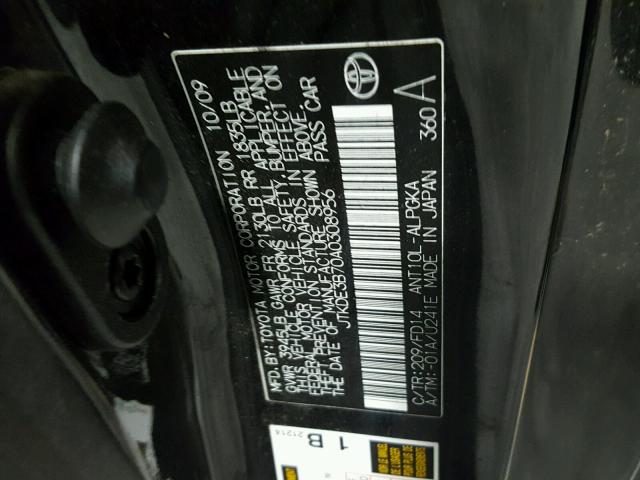 MFD. BY: TOYOTA MOTOR CORPORATION 10/09
GVWR 3945LB GAWR FR 2130LB RR 1835LB
THIS VEHICLE CONFORMS TO ALL APPLICABLE
FEDERAL MOTOR VEHICLE SAFETY, BUMPER, AND
THEFT PREVENTION STANDARDS IN EFFECT ON
THE DATE OF MANUFACTURE SHOWN ABOVE.
JTKDE3B70A0308956 PASS CAR
C/TR:209/FD14 ANT10L-ALPGKA
A/TM:-01A/U241E MADE IN JAPAN 360 A
1 B
21214